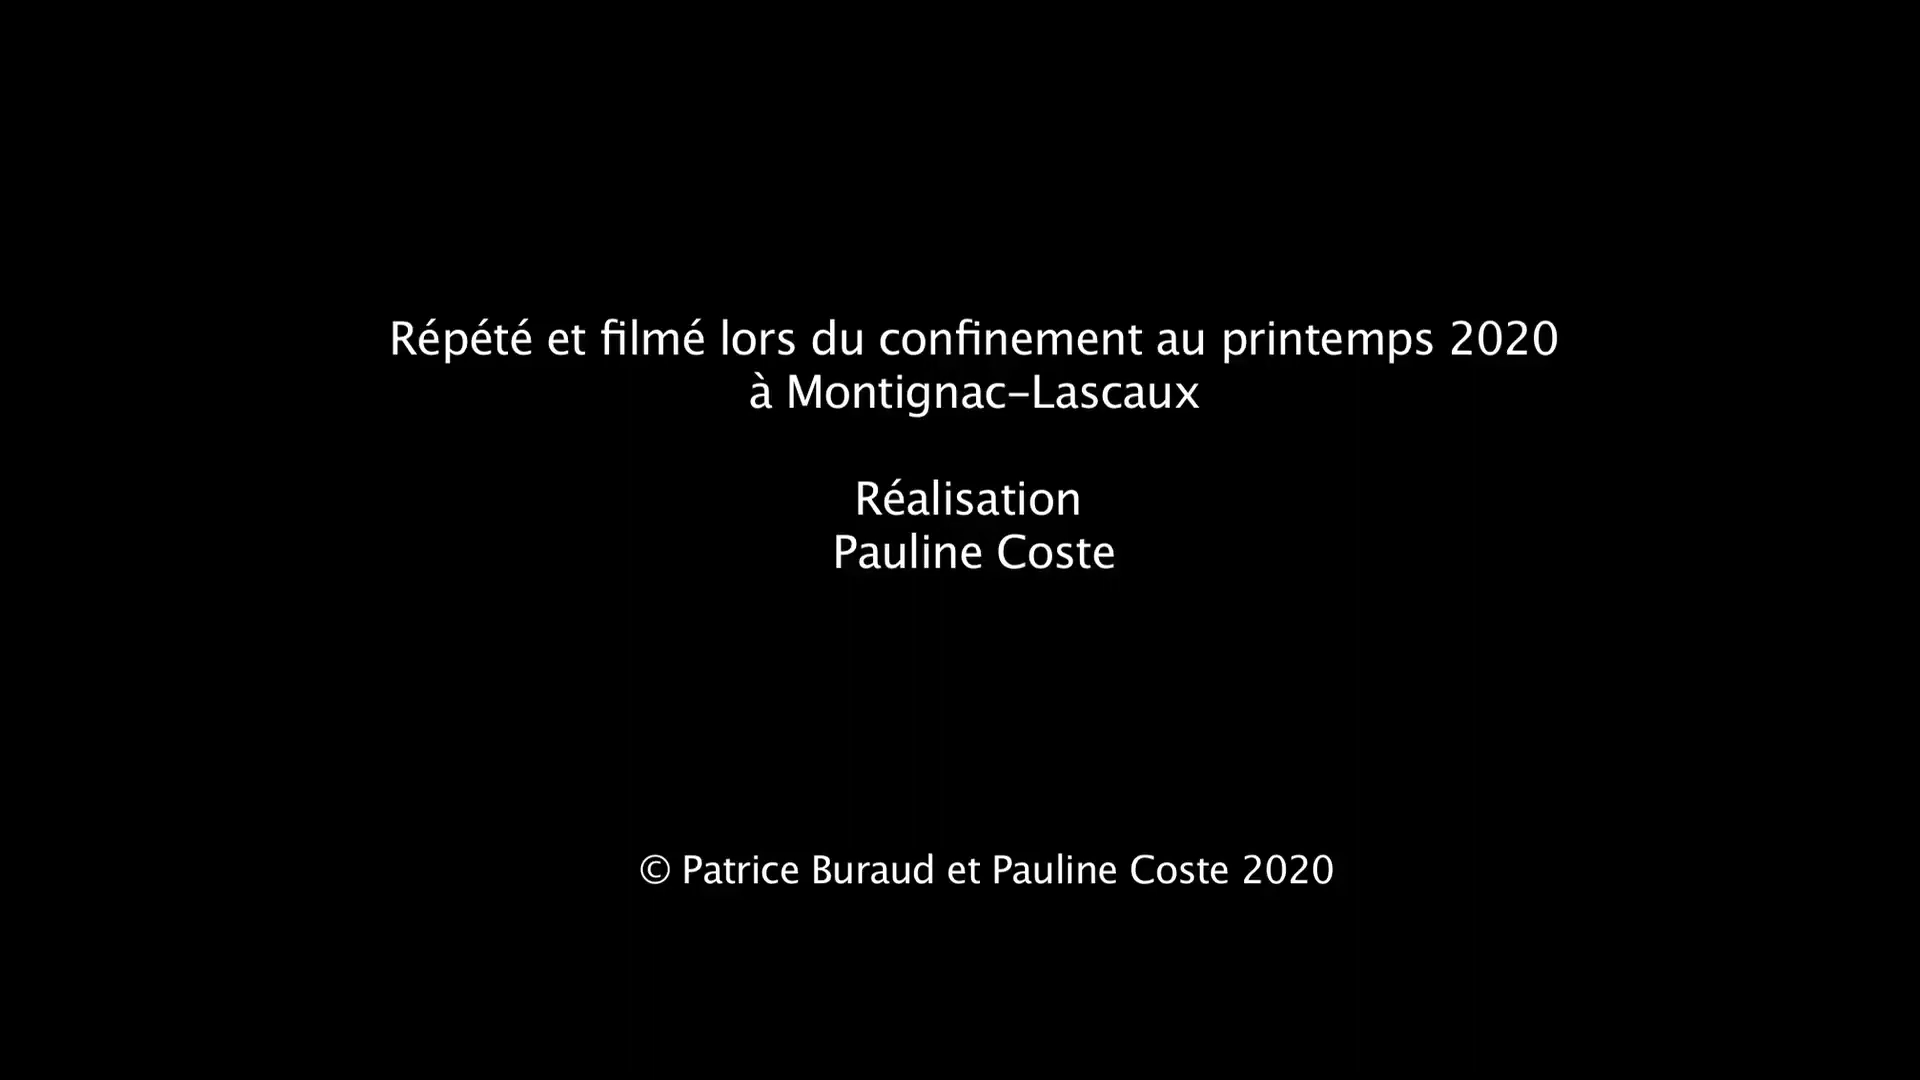 Répété et filmé lors du confinement au printemps 2020
à Montignac-Lascaux
Réalisation
Pauline Coste
© Patrice Buraud et Pauline Coste 2020